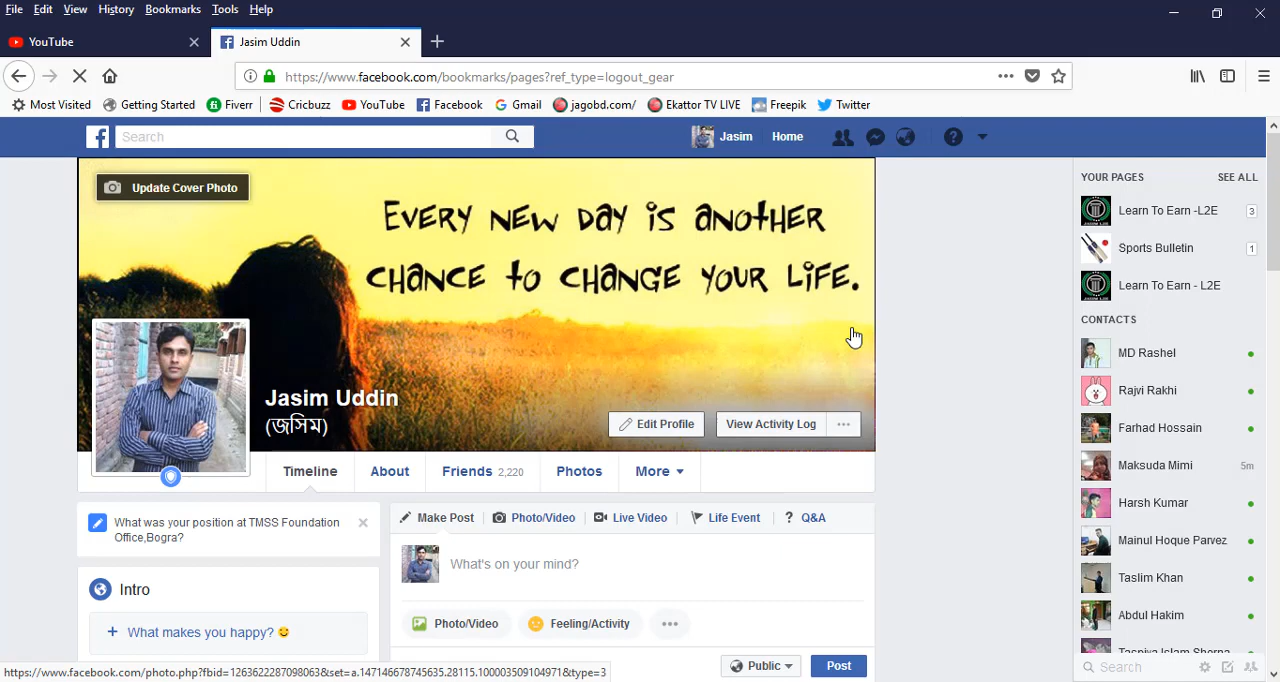 File Edit View History Bookmarks Tools Help
YouTube
Jasim Uddin
https://www.facebook.com/bookmarks/pages?ref_type=logout_gear
Most Visited Getting Started Fiverr Cricbuzz YouTube Facebook Gmail jagobd.com/ Ekattor TV LIVE Freepik Twitter
Search
Jasim Home
Update Cover Photo
EVERY NEW DAY IS ANOTHER
CHANCE TO CHANGE YOUR LIFE.
Jasim Uddin
(জসিম)
Edit Profile
View Activity Log
Timeline About Friends 2,220 Photos More
What was your position at TMSS Foundation
Office,Bogra?
Intro
What makes you happy?
Make Post Photo/Video Live Video Life Event Q&A
What's on your mind?
Photo/Video Feeling/Activity
Public Post
YOUR PAGES SEE ALL
Learn To Earn -L2E 3
Sports Bulletin 1
Learn To Earn - L2E
CONTACTS
MD Rashel
Rajvi Rakhi
Farhad Hossain
Maksuda Mimi 5m
Harsh Kumar
Mainul Hoque Parvez
Taslim Khan
Abdul Hakim
Search
https://www.facebook.com/photo.php?fbid=1263622287098063&set=a.147146678745635.28115.100003509104971&type=3